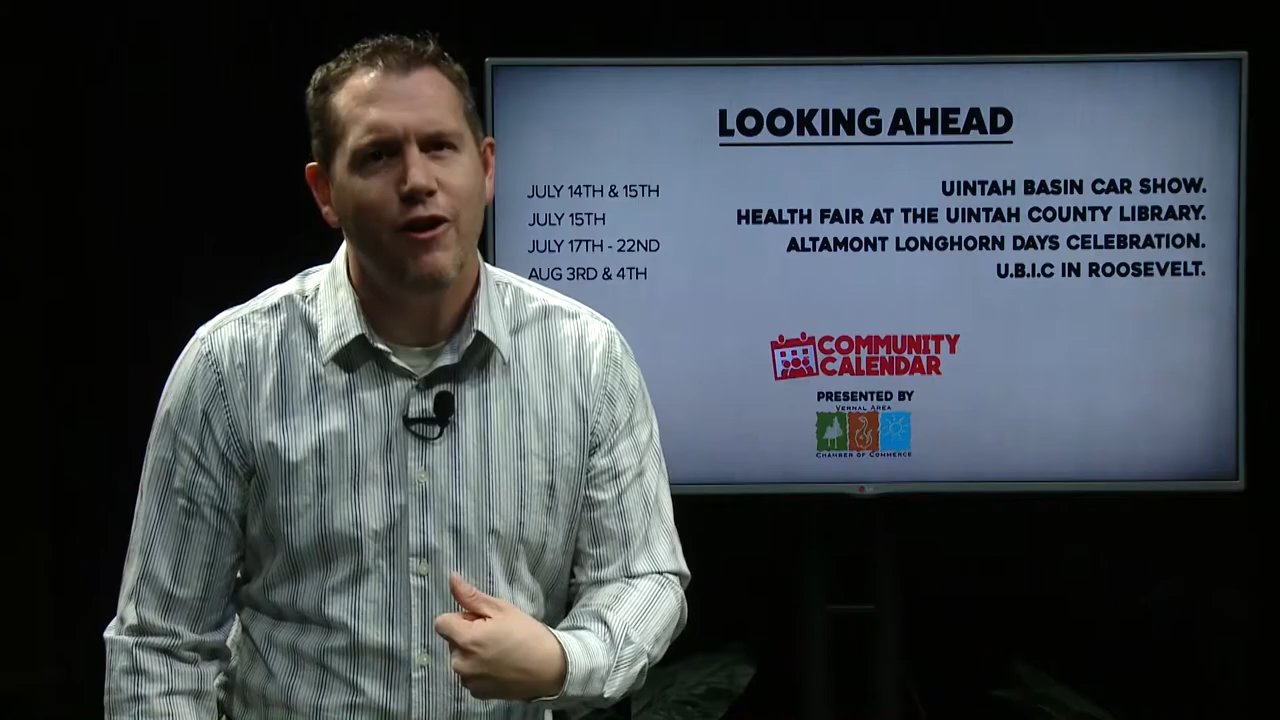 LOOKING AHEAD
JULY 14TH & 15TH UINTAH BASIN CAR SHOW.
JULY 15TH HEALTH FAIR AT THE UINTAH COUNTY LIBRARY.
JULY 17TH - 22ND ALTAMONT LONGHORN DAYS CELEBRATION.
AUG 3RD & 4TH U.B.I.C IN ROOSEVELT.
COMMUNITY
CALENDAR
PRESENTED BY
VERNAL AREA
CHAMBER OF COMMERCE
LG